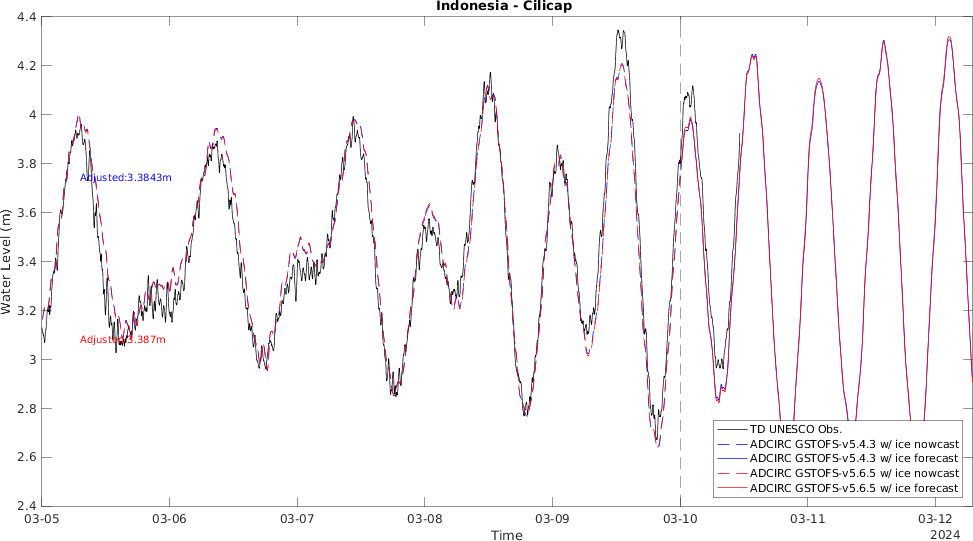 Indonesia - Cilicap
4.4
4.2
4
3.8
3.6
3.4
3.2
3
2.8
2.6
2.4
Water Level (m)
Adjusted:3.3843m
Adjusted:3.387m
TD UNESCO Obs.
ADCIRC GSTOFS-v5.4.3 w/ ice nowcast
ADCIRC GSTOFS-v5.4.3 w/ ice forecast
ADCIRC GSTOFS-v5.6.5 w/ ice nowcast
ADCIRC GSTOFS-v5.6.5 w/ ice forecast
03-05 03-06 03-07 03-08 03-09 03-10 03-11 03-12
Time
2024